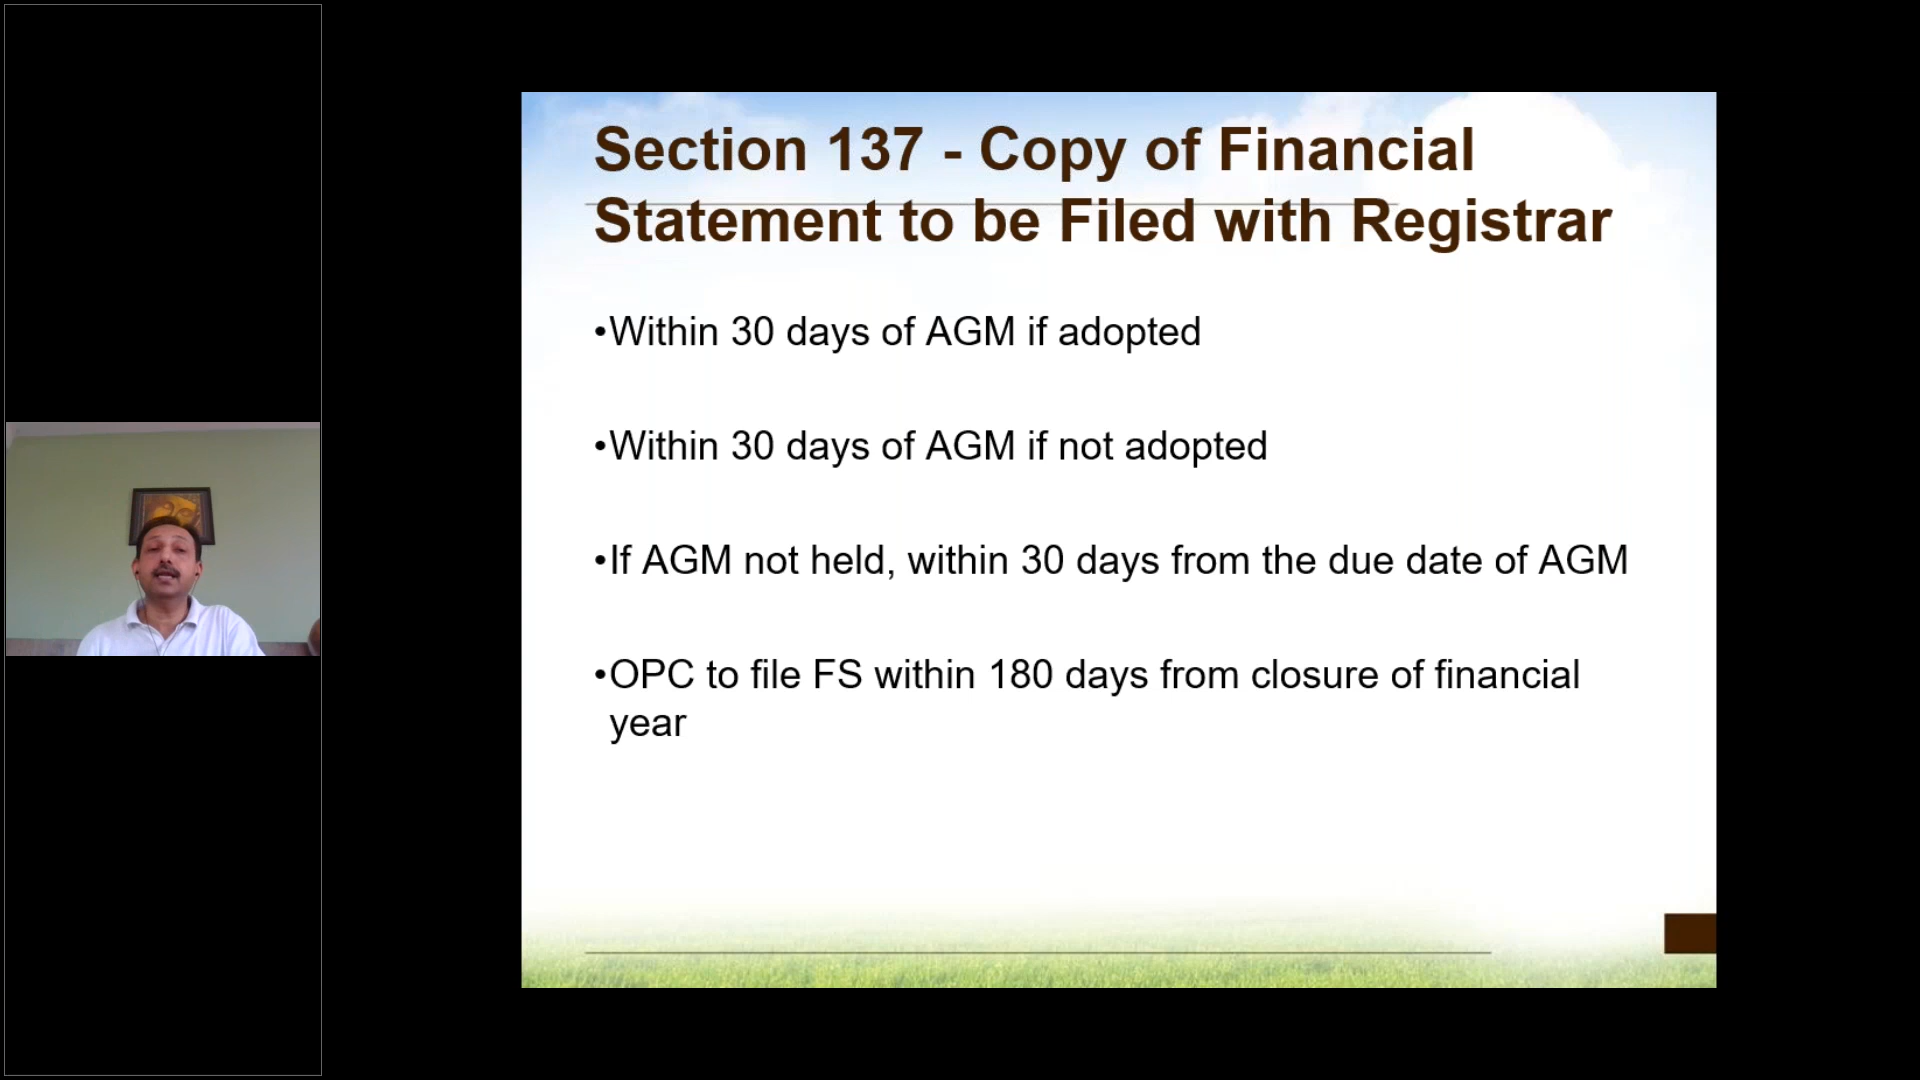 Section 137 - Copy of Financial
Statement to be Filed with Registrar
•Within 30 days of AGM if adopted
•Within 30 days of AGM if not adopted
•If AGM not held, within 30 days from the due date of AGM
•OPC to file FS within 180 days from closure of financial
year